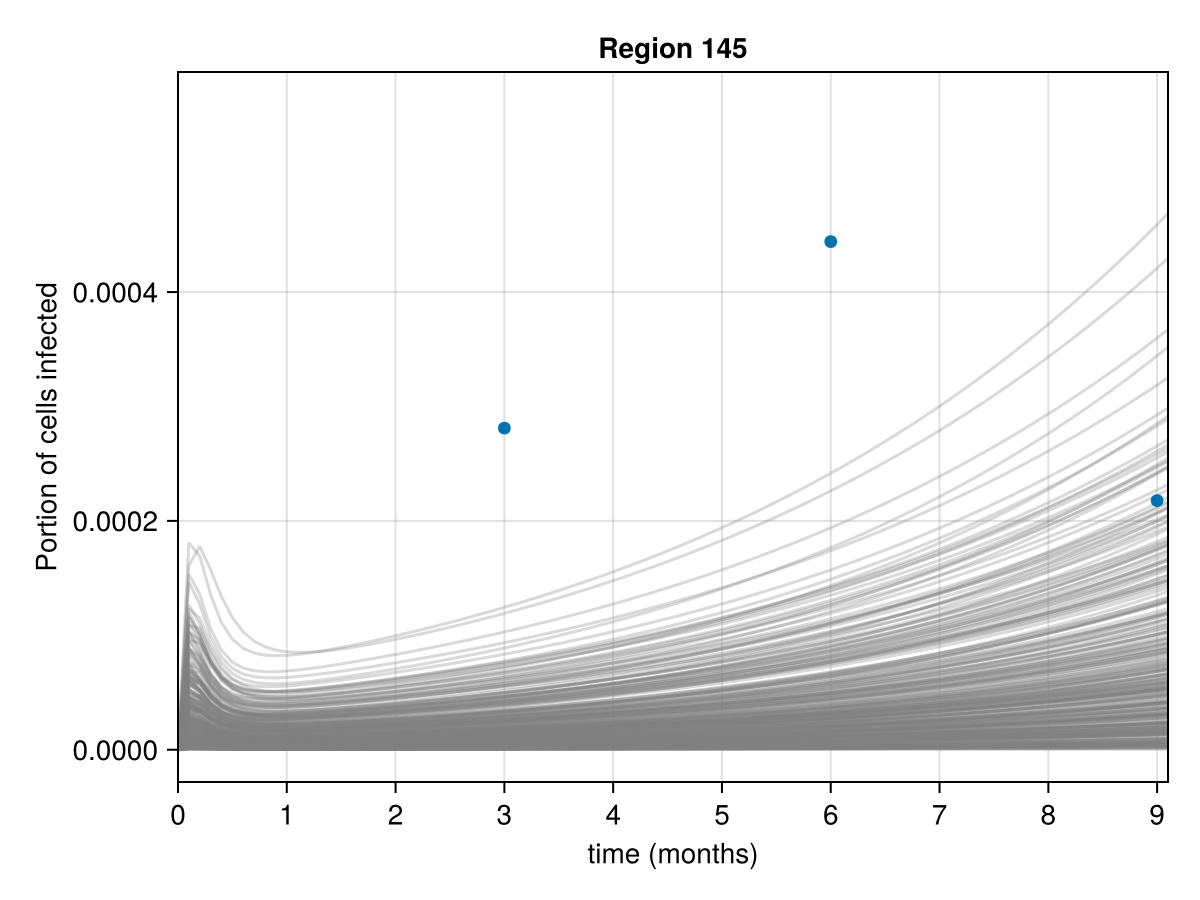 Region 145
Portion of cells infected
0.0004
0.0002
0.0000
0 1 2 3 4 5 6 7 8 9
time (months)